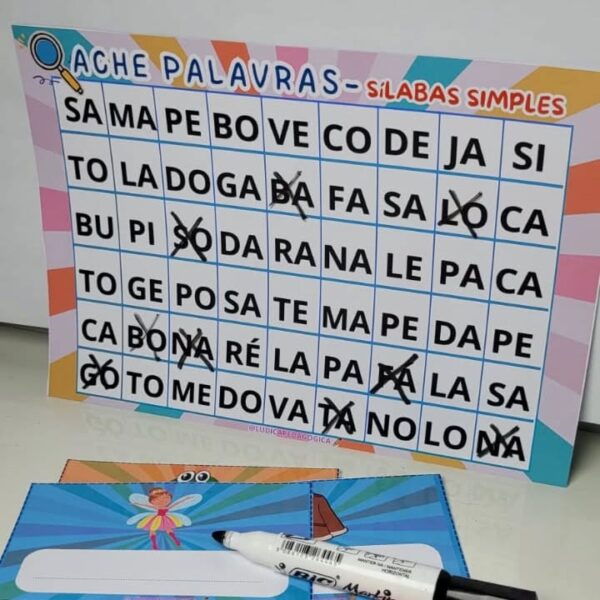 ACHE PALAVRAS- SÍLABAS SIMPLES
SA MA PE BO VE CO DE JA SI
TO LA DO GA BA FA SA LO CA
BU PI SO DA RA NA LE PA CA
TO GE PO SA TE MA PE DA PE
CA BO NA RÉ LA PA FA LA SA
GO TO ME DO VA TA NO LO NA
@LUDICAPEDAGOGICA
BIC Marking